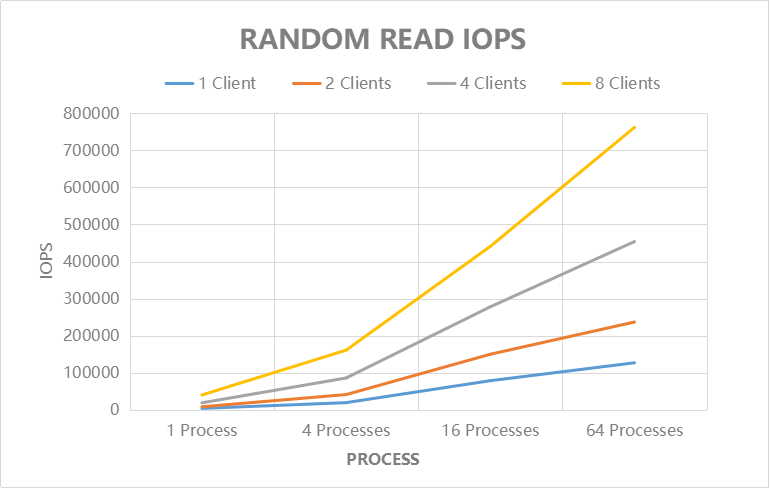 RANDOM READ IOPS
1 Client 2 Clients 4 Clients 8 Clients
800000
700000
600000
500000
400000
300000
200000
100000
0
IOPS
1 Process 4 Processes 16 Processes 64 Processes
PROCESS